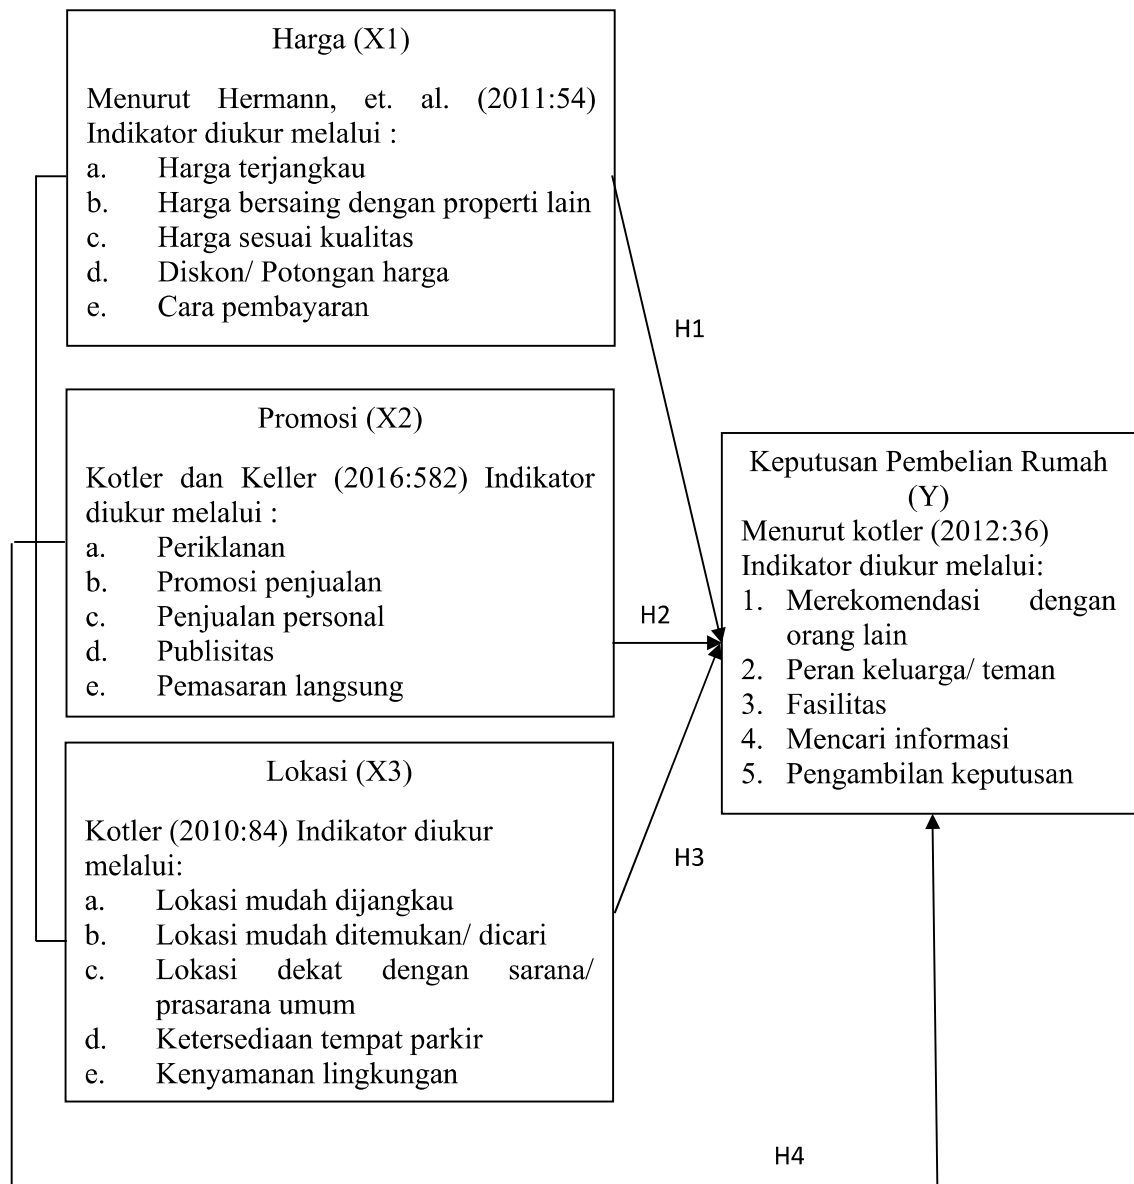 Harga (X1)
Menurut Hermann, et. al. (2011:54)
Indikator diukur melalui :
a. Harga terjangkau
b. Harga bersaing dengan properti lain
c. Harga sesuai kualitas
d. Diskon/ Potongan harga
e. Cara pembayaran
H1
Promosi (X2)
Kotler dan Keller (2016:582) Indikator
diukur melalui :
a. Periklanan
b. Promosi penjualan
c. Penjualan personal
d. Publisitas
e. Pemasaran langsung
H2
Lokasi (X3)
Kotler (2010:84) Indikator diukur
melalui:
a. Lokasi mudah dijangkau
b. Lokasi mudah ditemukan/ dicari
c. Lokasi dekat dengan sarana/
prasarana umum
d. Ketersediaan tempat parkir
e. Kenyamanan lingkungan
H3
Keputusan Pembelian Rumah
(Y)
Menurut kotler (2012:36)
Indikator diukur melalui:
1. Merekomendasi dengan
orang lain
2. Peran keluarga/ teman
3. Fasilitas
4. Mencari informasi
5. Pengambilan keputusan
H4